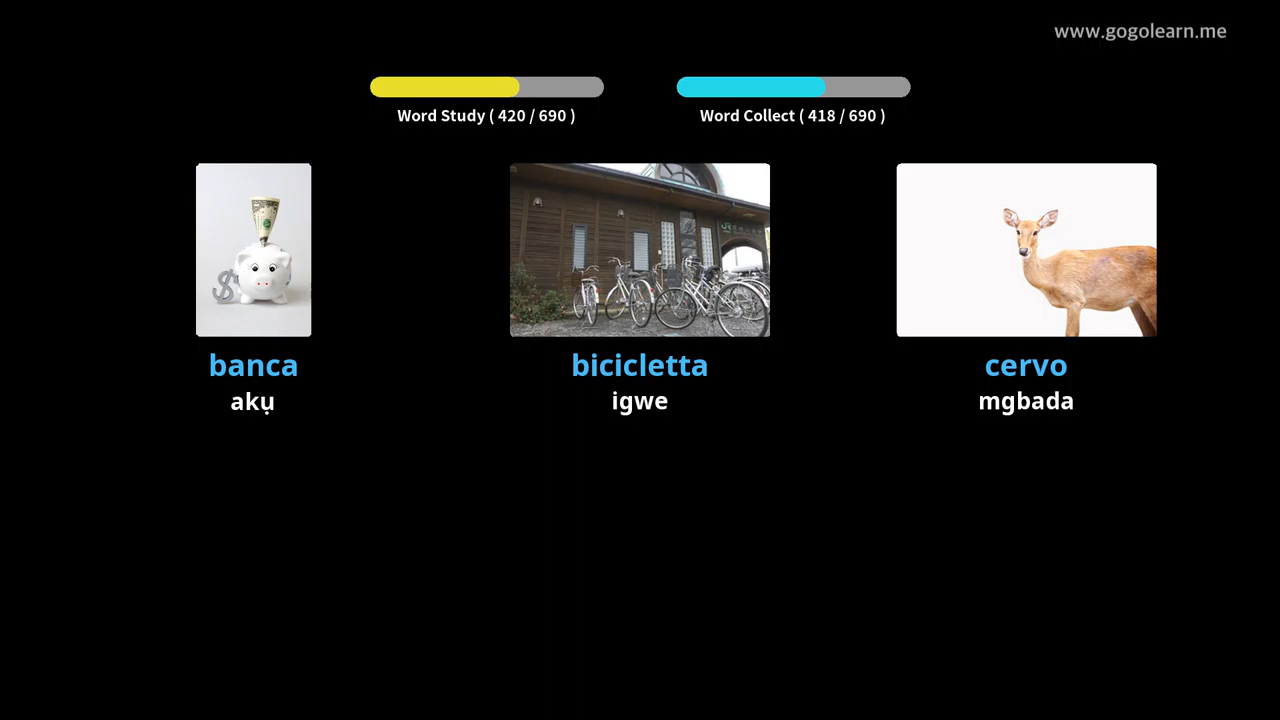 www.gogolearn.me
Word Study ( 420 / 690 )
Word Collect ( 418 / 690 )
banca
akụ
bicicletta
igwe
cervo
mgbada